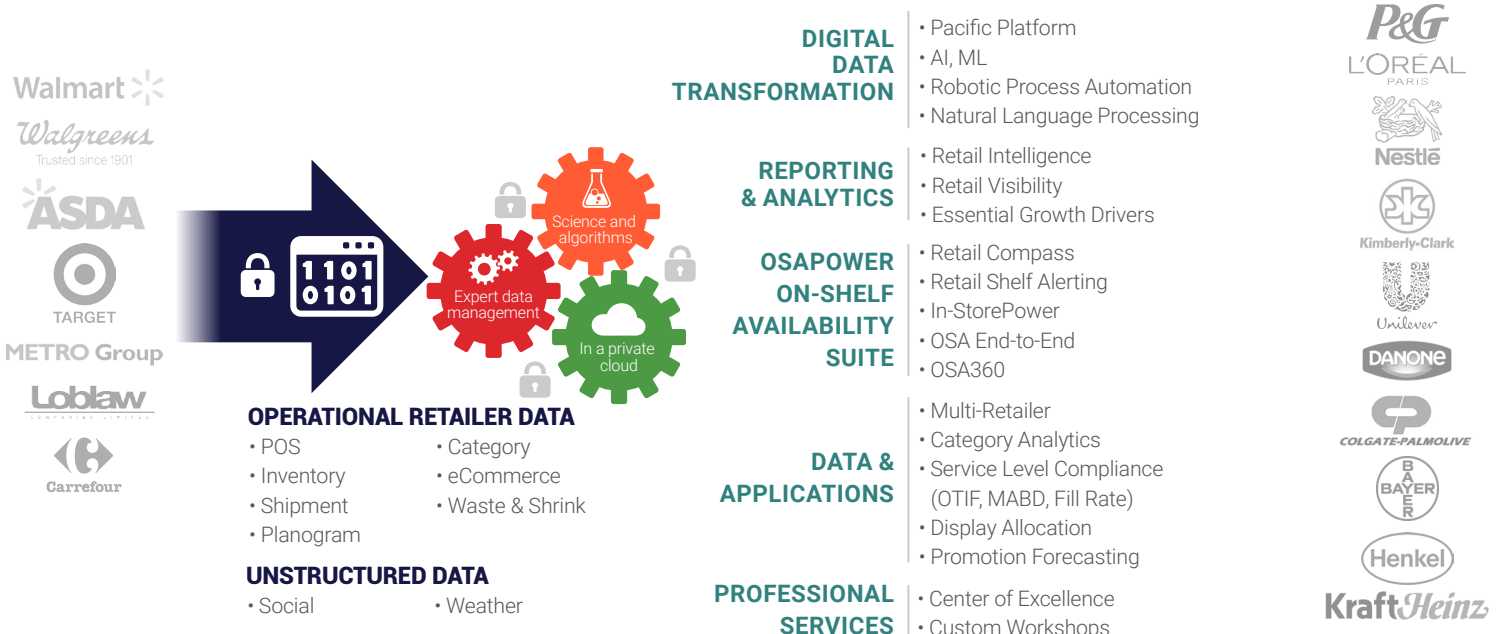 Walmart
Walgreens
Trusted since 1901
ASDA
TARGET
METRO Group
Loblaw
COMPANIES LIMITED
Carrefour
1101
0101
Science and
algorithms
Expert data
management
In a private
cloud
OPERATIONAL RETAILER DATA
• POS
• Inventory
• Shipment
• Planogram
• Category
• eCommerce
• Waste & Shrink
UNSTRUCTURED DATA
• Social
• Weather
DIGITAL
DATA
TRANSFORMATION
• Pacific Platform
• AI, ML
• Robotic Process Automation
• Natural Language Processing
REPORTING
& ANALYTICS
• Retail Intelligence
• Retail Visibility
• Essential Growth Drivers
OSAPOWER
ON-SHELF
AVAILABILITY
SUITE
• Retail Compass
• Retail Shelf Alerting
• In-StorePower
• OSA End-to-End
• OSA360
DATA &
APPLICATIONS
• Multi-Retailer
• Category Analytics
• Service Level Compliance
(OTIF, MABD, Fill Rate)
• Display Allocation
• Promotion Forecasting
PROFESSIONAL
SERVICES
• Center of Excellence
• Custom Workshops
P&G
L'ORÉAL
PARIS
Nestlé
Kimberly-Clark
Unilever
DANONE
COLGATE-PALMOLIVE
BAYER
BAYER
Henkel
KraftHeinz